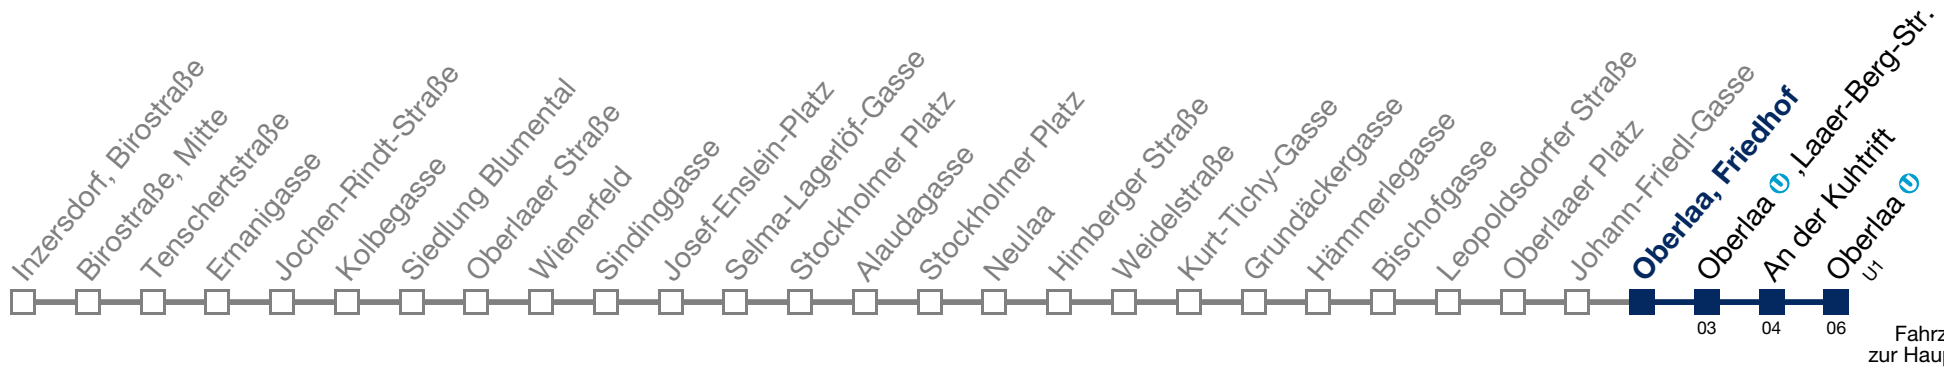 Inzersdorf, Birostraße
Birostraße, Mitte
Tenschertstraße
Ernanigasse
Jochen-Rindt-Straße
Kolbegasse
Siedlung Blumental
Oberlaaer Straße
Wienerfeld
Sindinggasse
Josef-Enslein-Platz
Selma-Lagerlöf-Gasse
Stockholmer Platz
Alaudagasse
Stockholmer Platz
Neulaa
Himberger Straße
Weidelstraße
Kurt-Tichy-Gasse
Grundäckergasse
Hämmerlegasse
Bischofgasse
Leopoldsdorfer Straße
Oberlaaer Platz
Johann-Friedl-Gasse
Oberlaa, Friedhof
Oberlaa U ,Laaer-Berg-Str.
An der Kuhtrift
Oberlaa U
U1
03
04
06
Fahrz
zur Haup